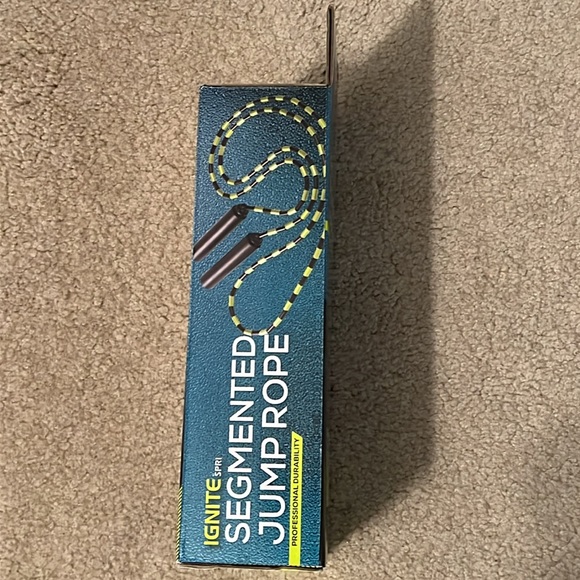 IGNITE SPRI
SEGMENTED
JUMP ROPE
PROFESSIONAL DURABILITY